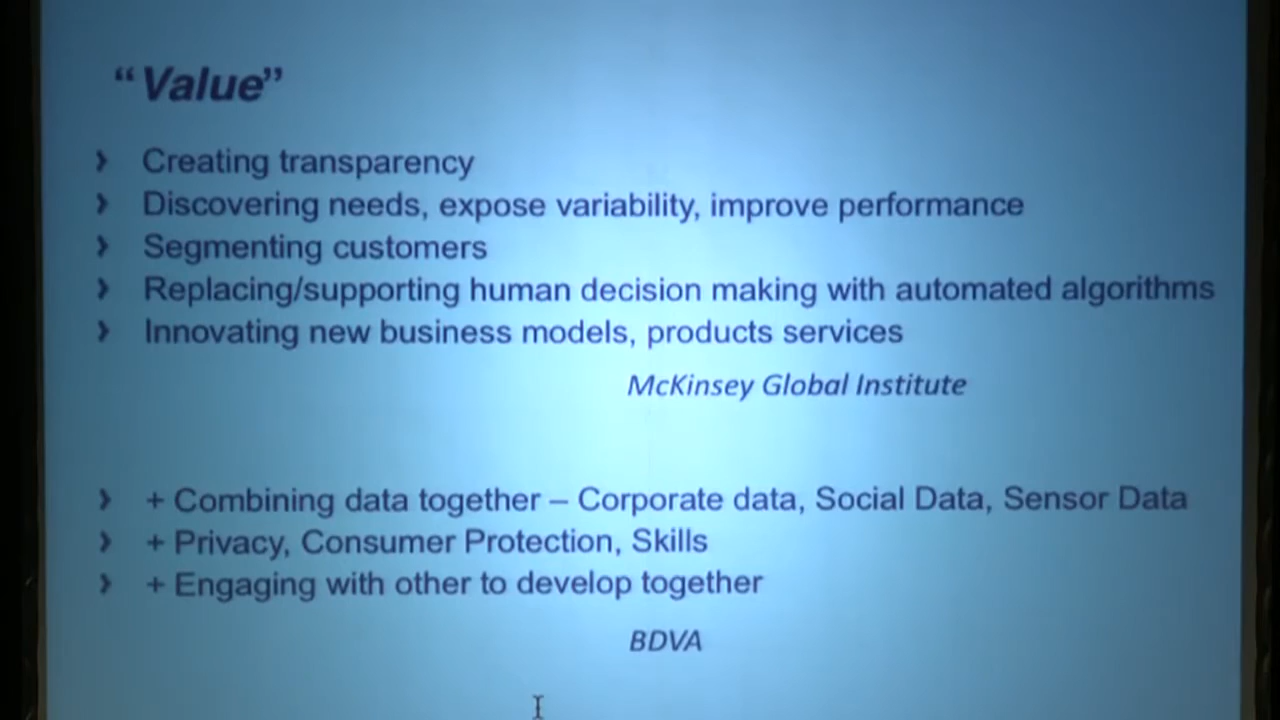 “Value”
Creating transparency
Discovering needs, expose variability, improve performance
Segmenting customers
Replacing/supporting human decision making with automated algorithms
Innovating new business models, products services
McKinsey Global Institute
+ Combining data together – Corporate data, Social Data, Sensor Data
+ Privacy, Consumer Protection, Skills
+ Engaging with other to develop together
BDVA